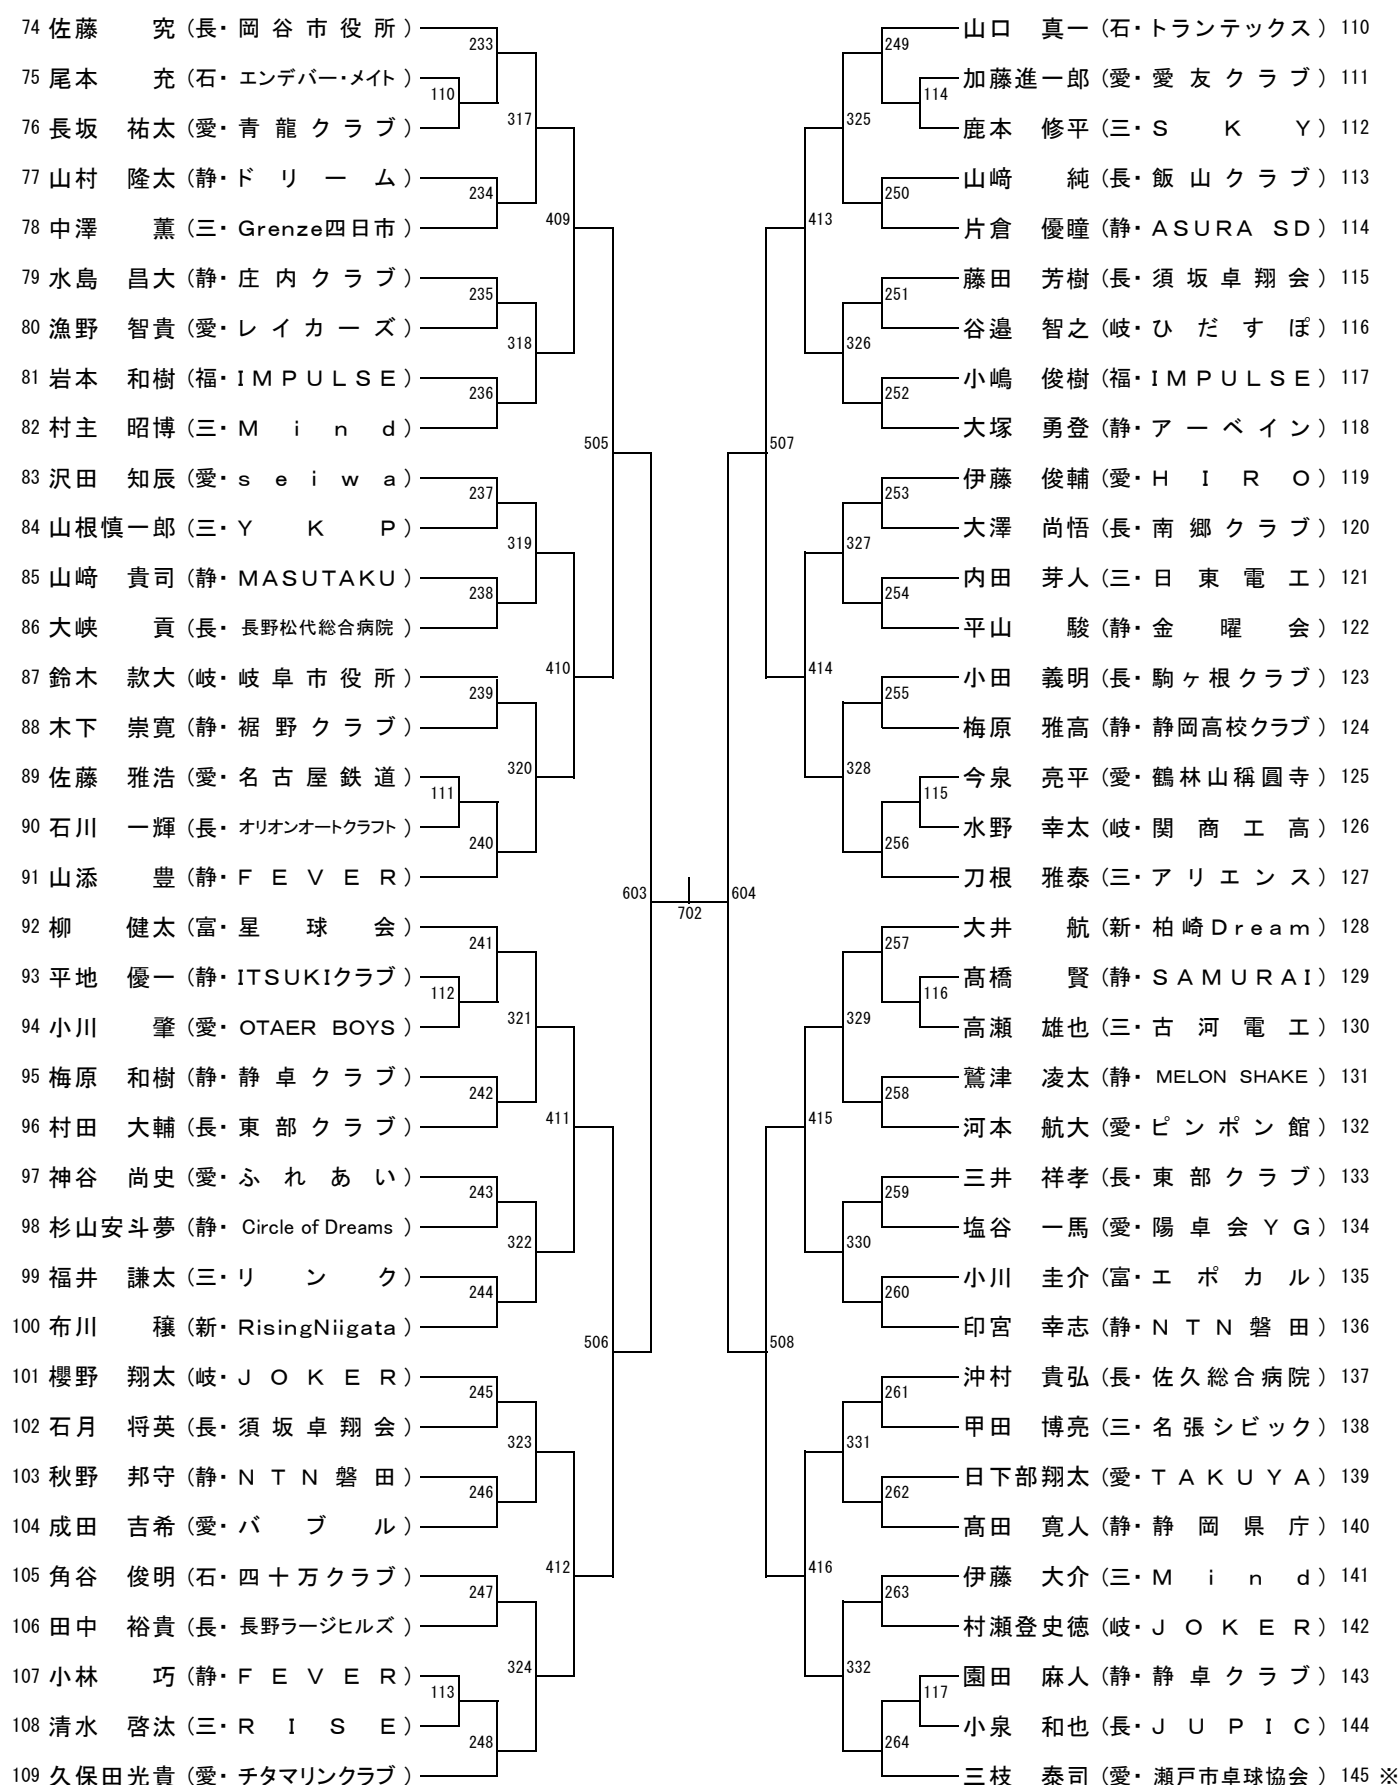 74 佐藤 究 (長・岡谷市役所)
75 尾本 充 (石・エンデバー・メイト)
76 長坂 祐太 (愛・青龍クラブ)
77 山村 隆太 (静・ドリーム)
78 中澤 薫 (三・Grenze四日市)
79 水島 昌大 (静・庄内クラブ)
80 漁野 智貴 (愛・レイカーズ)
81 岩本 和樹 (福・IMPULSE)
82 村主 昭博 (三・Mind)
83 沢田 知辰 (愛・seiwa)
84 山根慎一郎 (三・YKP)
85 山﨑 貴司 (静・MASUTAKU)
86 大峡 貢 (長・長野松代総合病院)
87 鈴木 款大 (岐・岐阜市役所)
88 木下 崇寛 (静・裾野クラブ)
89 佐藤 雅浩 (愛・名古屋鉄道)
90 石川 一輝 (長・オリオンオートクラフト)
91 山添 豊 (静・FEVER)
92 柳 健太 (富・星球会)
93 平地 優一 (静・ITSUKIクラブ)
94 小川 肇 (愛・OTAER BOYS)
95 梅原 和樹 (静・静卓クラブ)
96 村田 大輔 (長・東部クラブ)
97 神谷 尚史 (愛・ふれあい)
98 杉山安斗夢 (静・Circle of Dreams)
99 福井 謙太 (三・リンク)
100 布川 穣 (新・RisingNiigata)
101 櫻野 翔太 (岐・JOKER)
102 石月 将英 (長・須坂卓翔会)
103 秋野 邦守 (静・NTN磐田)
104 成田 吉希 (愛・バブル)
105 角谷 俊明 (石・四十万クラブ)
106 田中 裕貴 (長・長野ラージヒルズ)
107 小林 巧 (静・FEVER)
108 清水 啓汰 (三・RISE)
109 久保田光貴 (愛・チタマリンクラブ)
110
111
112
113
233
234
235
236
237
238
239
240
241
242
243
244
245
246
247
248
317
318
319
320
321
322
323
324
409
410
411
412
505
506
603
702
604
507
508
413
414
415
416
325
326
327
328
329
330
331
332
249
250
251
252
253
254
255
256
257
258
259
260
261
262
263
264
114
115
116
117
山口 真一 (石・トランテックス) 110
加藤進一郎 (愛・愛友クラブ) 111
鹿本 修平 (三・SKY) 112
山﨑 純 (長・飯山クラブ) 113
片倉 優瞳 (静・ASURA SD) 114
藤田 芳樹 (長・須坂卓翔会) 115
谷邉 智之 (岐・ひだすぽ) 116
小嶋 俊樹 (福・IMPULSE) 117
大塚 勇登 (静・アーベイン) 118
伊藤 俊輔 (愛・HIRO) 119
大澤 尚悟 (長・南郷クラブ) 120
内田 芽人 (三・日東電工) 121
平山 駿 (静・金曜会) 122
小田 義明 (長・駒ヶ根クラブ) 123
梅原 雅高 (静・静岡高校クラブ) 124
今泉 亮平 (愛・鶴林山稱圓寺) 125
水野 幸太 (岐・関商工高) 126
刀根 雅泰 (三・アリエンス) 127
大井 航 (新・柏崎Dream) 128
髙橋 賢 (静・SAMURAI) 129
高瀬 雄也 (三・古河電工) 130
鷲津 凌太 (静・MELON SHAKE) 131
河本 航大 (愛・ピンポン館) 132
三井 祥孝 (長・東部クラブ) 133
塩谷 一馬 (愛・陽卓会YG) 134
小川 圭介 (富・エポカル) 135
印宮 幸志 (静・NTN磐田) 136
沖村 貴弘 (長・佐久総合病院) 137
甲田 博亮 (三・名張シビック) 138
日下部翔太 (愛・TAKUYA) 139
髙田 寛人 (静・静岡県庁) 140
伊藤 大介 (三・Mind) 141
村瀬登史徳 (岐・JOKER) 142
園田 麻人 (静・静卓クラブ) 143
小泉 和也 (長・JUPIC) 144
三枝 泰司 (愛・瀬戸市卓球協会) 145 ※